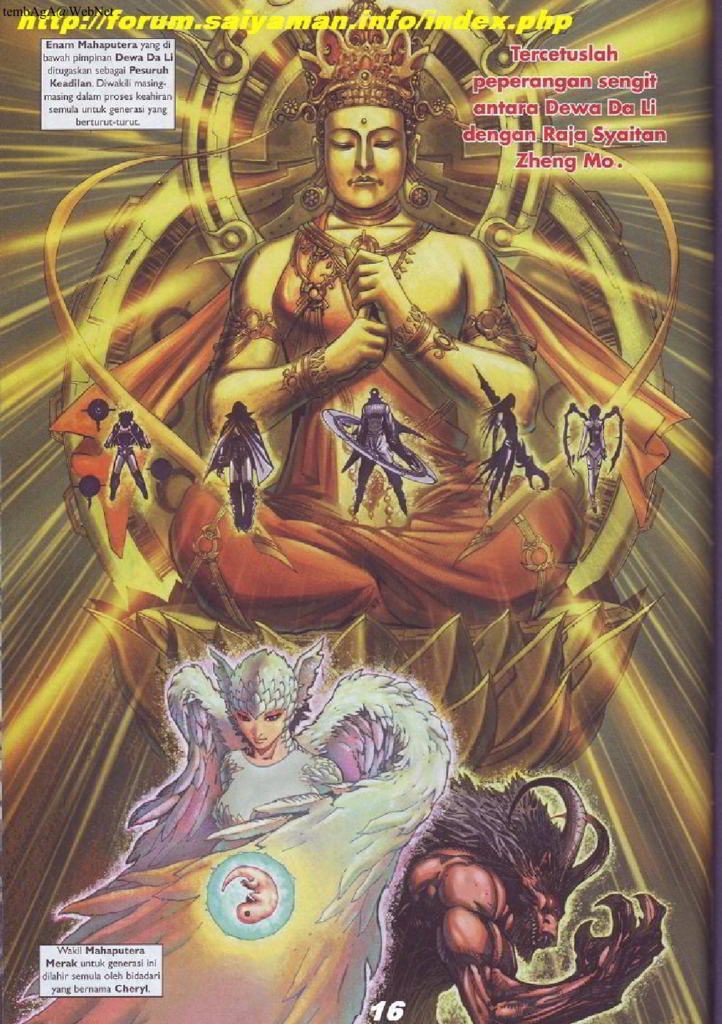 tembAgA@WebNet
http://forum.saiyaman.info/index.php
Enam Mahaputera yang di
bawah pimpinan Dewa Da Li
ditugaskan sebagai Pesuruh
Keadilan. Diwakili masing-
masing dalam proses keahiran
semula untuk generasi yang
berturut-turut.
Tercetuslah
peperangan sengit
antara Dewa Da Li
dengan Raja Syaitan
Zheng Mo.
Wakil Mahaputera
Merak untuk generasi ini
dilahir semula oleh bidadari
yang bernama Cheryl.
16